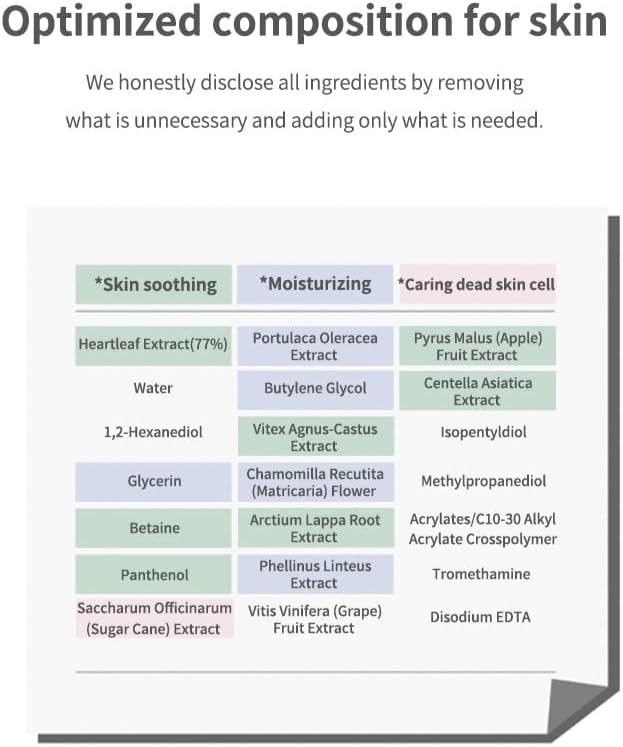 Optimized composition for skin
We honestly disclose all ingredients by removing
what is unnecessary and adding only what is needed.
*Skin soothing
*Moisturizing
*Caring dead skin cell
Heartleaf Extract(77%)
Portulaca Oleracea
Extract
Pyrus Malus (Apple)
Fruit Extract
Water
Butylene Glycol
Centella Asiatica
Extract
1,2-Hexanediol
Vitex Agnus-Castus
Extract
Isopentyldiol
Glycerin
Chamomilla Recutita
(Matricaria) Flower
Methylpropanediol
Betaine
Arctium Lappa Root
Extract
Acrylates/C10-30 Alkyl
Acrylate Crosspolymer
Panthenol
Phellinus Linteus
Extract
Tromethamine
Saccharum Officinarum
(Sugar Cane) Extract
Vitis Vinifera (Grape)
Fruit Extract
Disodium EDTA